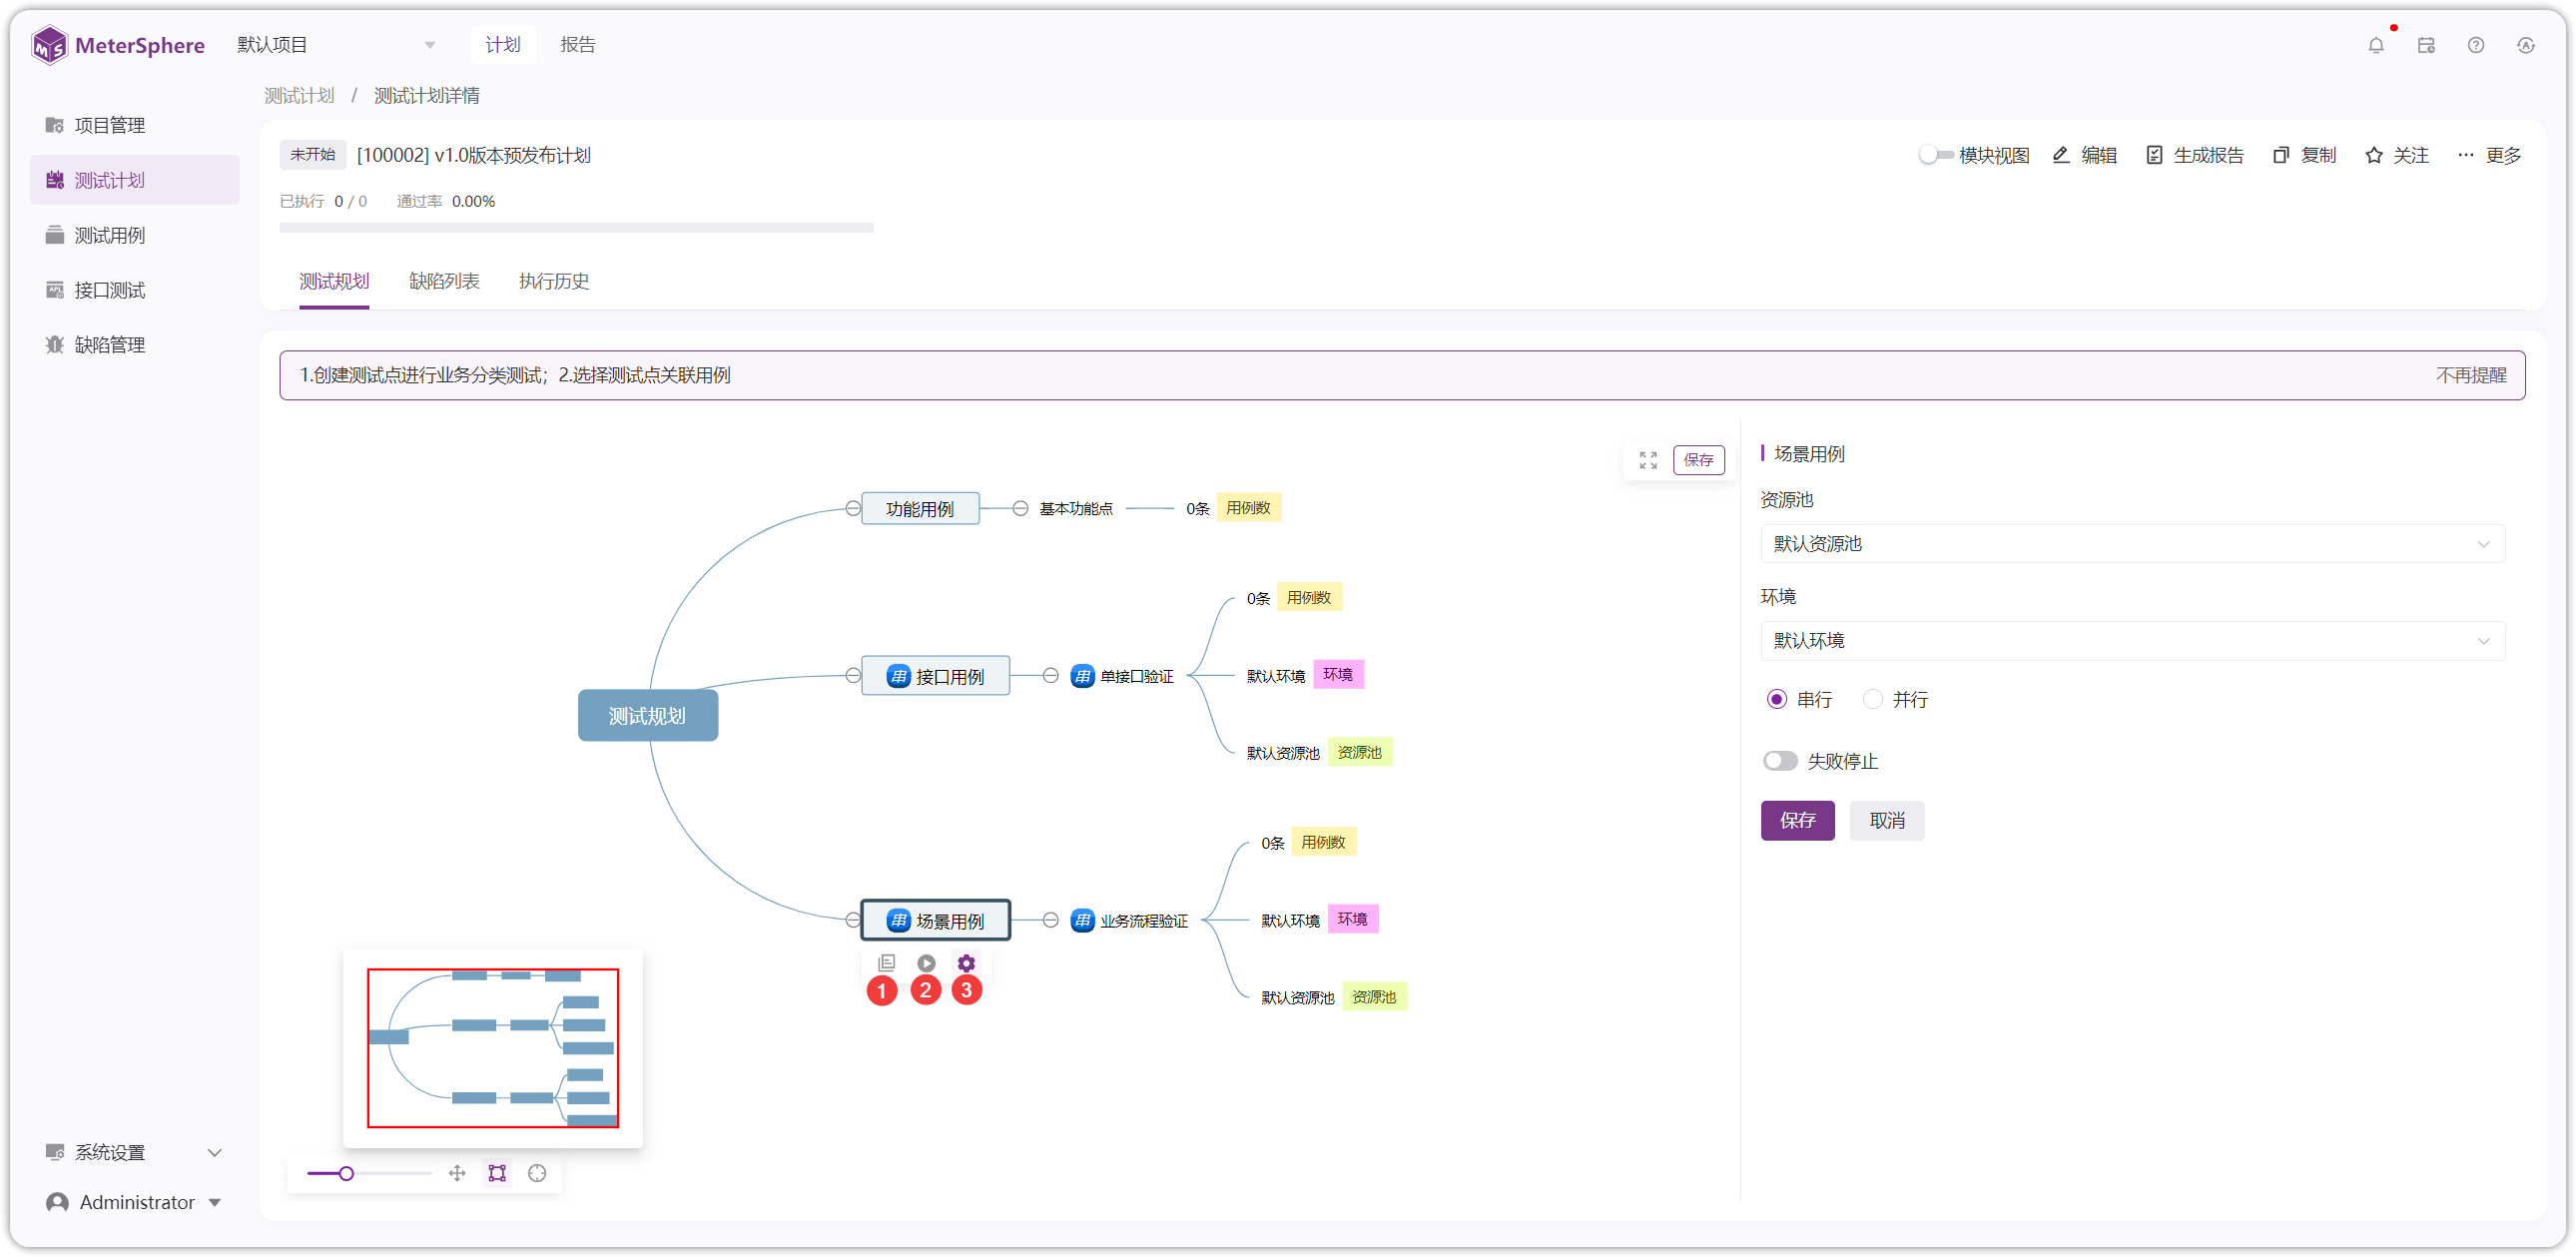 MeterSphere 默认项目 计划 报告
测试计划 / 测试计划详情
项目管理
测试计划
测试用例
接口测试
缺陷管理
未开始 [100002] v1.0版本预发布计划
模块视图 编辑 生成报告 复制 关注 更多
已执行 0 / 0 通过率 0.00%
测试规划 缺陷列表 执行历史
1.创建测试点进行业务分类测试；2.选择测试点关联用例 不再提醒
保存
功能用例 基本功能点 0条 用例数
0条 用例数
串 接口用例 串 单接口验证 默认环境 环境
测试规划
默认资源池 资源池
0条 用例数
串 场景用例 串 业务流程验证 默认环境 环境
1 2 3
默认资源池 资源池
场景用例
资源池
默认资源池
环境
默认环境
串行 并行
失败停止
保存 取消
系统设置
Administrator